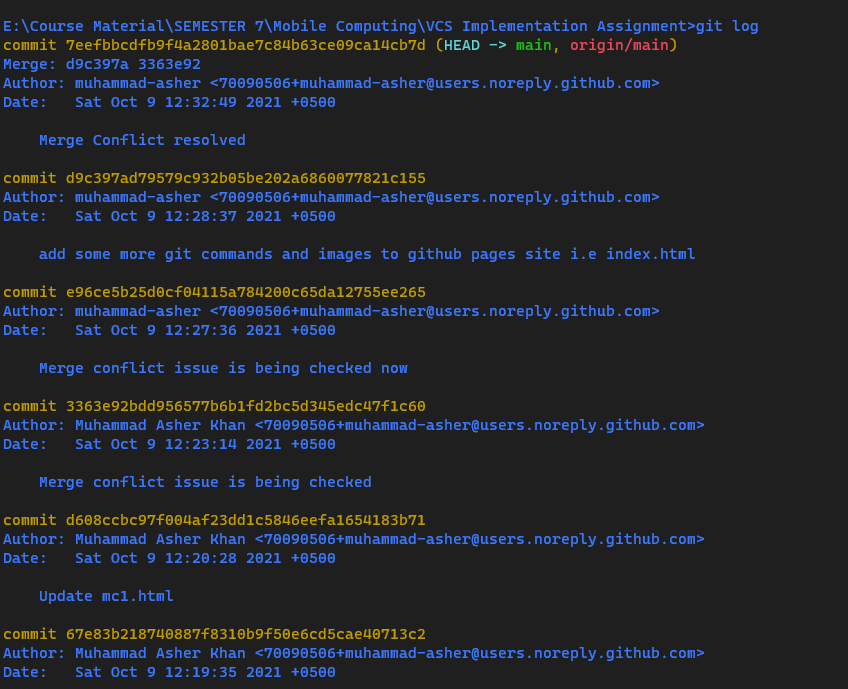 E:\Course Material\SEMESTER 7\Mobile Computing\VCS Implementation Assignment>git log
commit 7eefbbcdfb9f4a2801bae7c84b63ce09ca14cb7d (HEAD -> main, origin/main)
Merge: d9c397a 3363e92
Author: muhammad-asher <70090506+muhammad-asher@users.noreply.github.com>
Date:   Sat Oct 9 12:32:49 2021 +0500
    Merge Conflict resolved
commit d9c397ad79579c932b05be202a6860077821c155
Author: muhammad-asher <70090506+muhammad-asher@users.noreply.github.com>
Date:   Sat Oct 9 12:28:37 2021 +0500
    add some more git commands and images to github pages site i.e index.html
commit e96ce5b25d0cf04115a784200c65da12755ee265
Author: muhammad-asher <70090506+muhammad-asher@users.noreply.github.com>
Date:   Sat Oct 9 12:27:36 2021 +0500
    Merge conflict issue is being checked now
commit 3363e92bdd956577b6b1fd2bc5d345edc47f1c60
Author: Muhammad Asher Khan <70090506+muhammad-asher@users.noreply.github.com>
Date:   Sat Oct 9 12:23:14 2021 +0500
    Merge conflict issue is being checked
commit d608ccbc97f004af23dd1c5846eefa1654183b71
Author: Muhammad Asher Khan <70090506+muhammad-asher@users.noreply.github.com>
Date:   Sat Oct 9 12:20:28 2021 +0500
    Update mc1.html
commit 67e83b218740887f8310b9f50e6cd5cae40713c2
Author: Muhammad Asher Khan <70090506+muhammad-asher@users.noreply.github.com>
Date:   Sat Oct 9 12:19:35 2021 +0500